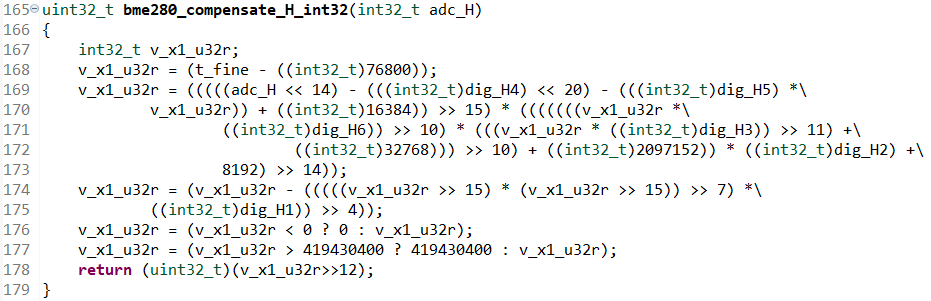 165 uint32_t bme280_compensate_H_int32(int32_t adc_H)
166 {
167     int32_t v_x1_u32r;
168     v_x1_u32r = (t_fine - ((int32_t)76800));
169     v_x1_u32r = (((((adc_H << 14) - (((int32_t)dig_H4) << 20) - (((int32_t)dig_H5) *\
170             v_x1_u32r)) + ((int32_t)16384)) >> 15) * (((((((v_x1_u32r *\
171                     ((int32_t)dig_H6)) >> 10) * (((v_x1_u32r * ((int32_t)dig_H3)) >> 11) +\
172                             ((int32_t)32768))) >> 10) + ((int32_t)2097152)) * ((int32_t)dig_H2) +\
173                     8192) >> 14));
174     v_x1_u32r = (v_x1_u32r - (((((v_x1_u32r >> 15) * (v_x1_u32r >> 15)) >> 7) *\
175             ((int32_t)dig_H1)) >> 4));
176     v_x1_u32r = (v_x1_u32r < 0 ? 0 : v_x1_u32r);
177     v_x1_u32r = (v_x1_u32r > 419430400 ? 419430400 : v_x1_u32r);
178     return (uint32_t)(v_x1_u32r>>12);
179 }